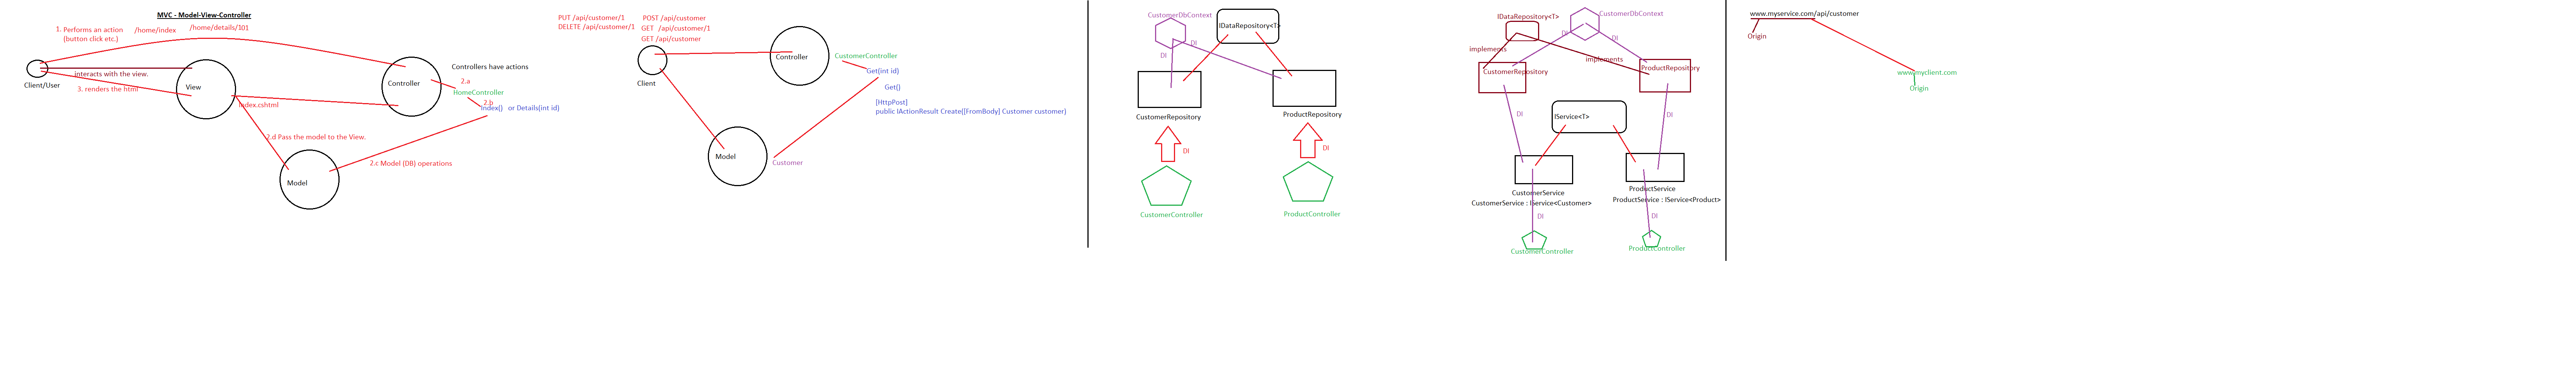 MVC - Model-View-Controller
1. Performs an action
(button click etc.)
/home/index
/home/details/101
interacts with the view.
Client/User
3. renders the html
View
Controller
Controllers have actions
2.a
HomeController
2.b
Index()   or Details(int id)
Index.cshtml
2.d Pass the model to the View.
2.c Model (DB) operations
Model
PUT /api/customer/1
DELETE /api/customer/1
POST /api/customer
GET  /api/customer/1
GET /api/customer
Client
Controller
CustomerController
Get(int id)
Get()
[HttpPost]
public IActionResult Create([FromBody] Customer customer)
Model
Customer
CustomerDbContext
IDataRepository<T>
DI
DI
CustomerRepository
ProductRepository
DI
DI
CustomerController
ProductController
IDataRepository<T>
CustomerDbContext
DI
DI
implements
implements
CustomerRepository
ProductRepository
DI
DI
IService<T>
CustomerService
CustomerService : IService<Customer>
ProductService
ProductService : IService<Product>
DI
DI
CustomerController
ProductController
www.myservice.com/api/customer
Origin
www.myclient.com
Origin